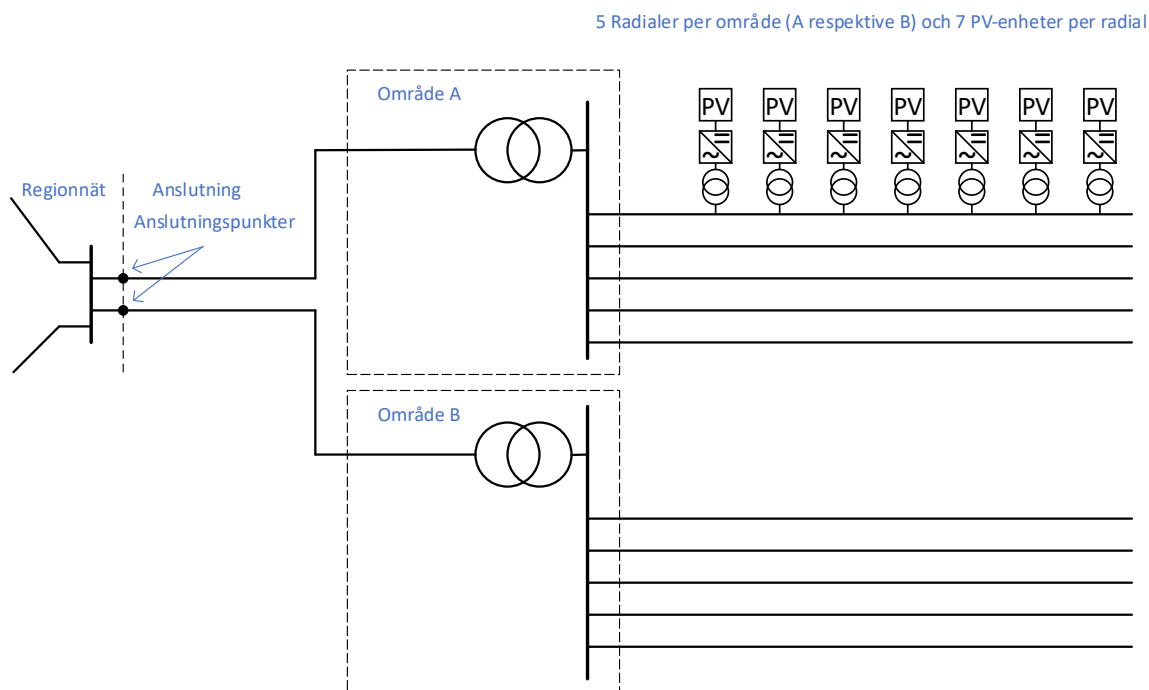 5 Radialer per område (A respektive B) och 7 PV-enheter per radial
Område A
PV PV PV PV PV PV PV
Regionnät
Anslutning
Anslutningspunkter
Område B